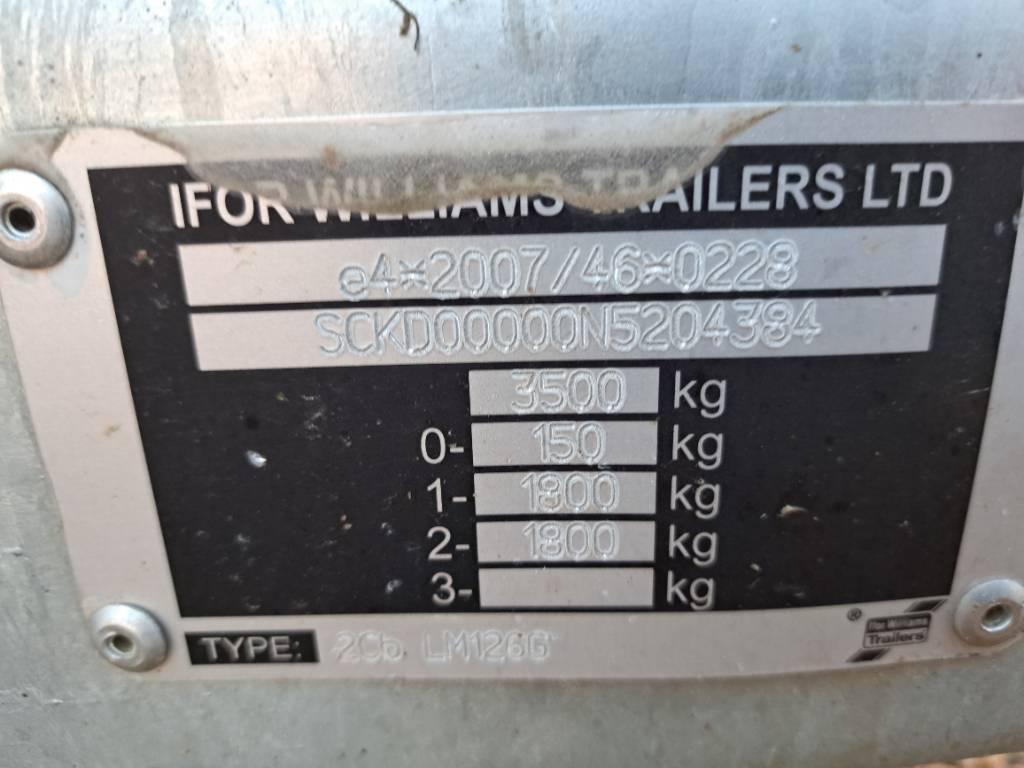 IFOR WILLIAMS TRAILERS LTD
e4*2007/46*0228
SCKD00000N5204384
3500 kg
0- 150 kg
1- 1800 kg
2- 1800 kg
3- kg
TYPE: 2Cb LM126G
® Ifor Williams
Trailers